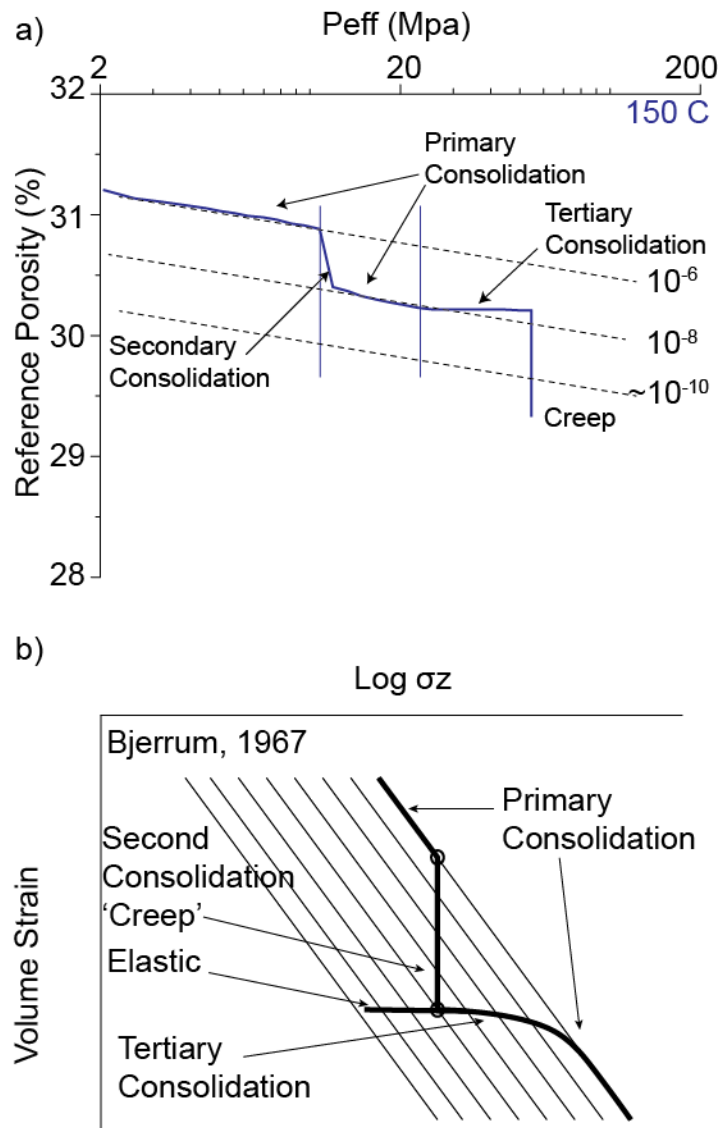 a)
Peff (Mpa)
2 20 200
32
150 C
Primary
Consolidation
Tertiary
Consolidation
31
10-6
30
10-8
Secondary
Consolidation
~10-10
Creep
29
28
Reference Porosity (%)
b)
Log σz
Bjerrum, 1967
Primary
Consolidation
Second
Consolidation
'Creep'
Elastic
Tertiary
Consolidation
Volume Strain